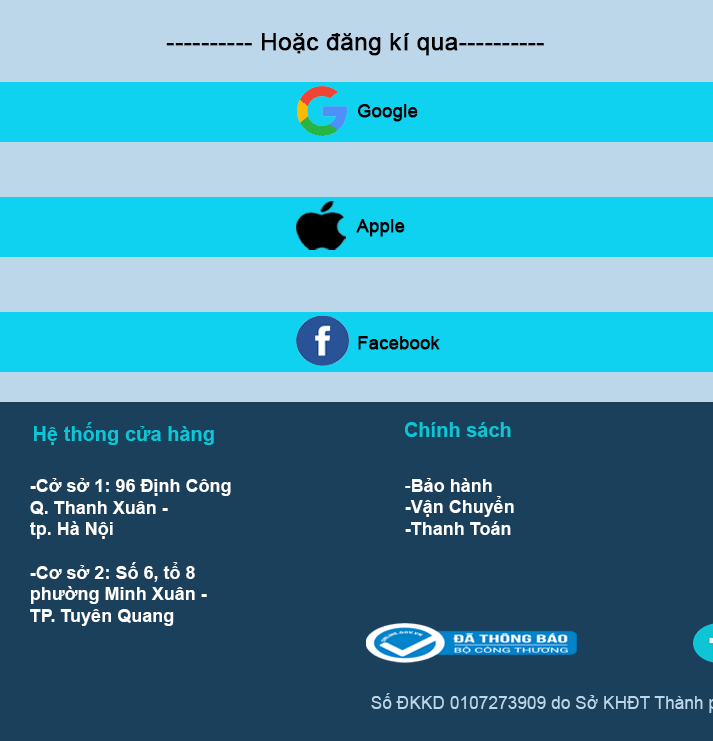 ---------- Hoặc đăng kí qua----------
Google
Apple
Facebook
Hệ thống cửa hàng
-Cở sở 1: 96 Định Công
Q. Thanh Xuân -
tp. Hà Nội
-Cơ sở 2: Số 6, tổ 8
phường Minh Xuân -
TP. Tuyên Quang
Chính sách
-Bảo hành
-Vận Chuyển
-Thanh Toán
ĐÃ THÔNG BÁO
BỘ CÔNG THƯƠNG
Số ĐKKD 0107273909 do Sở KHĐT Thành